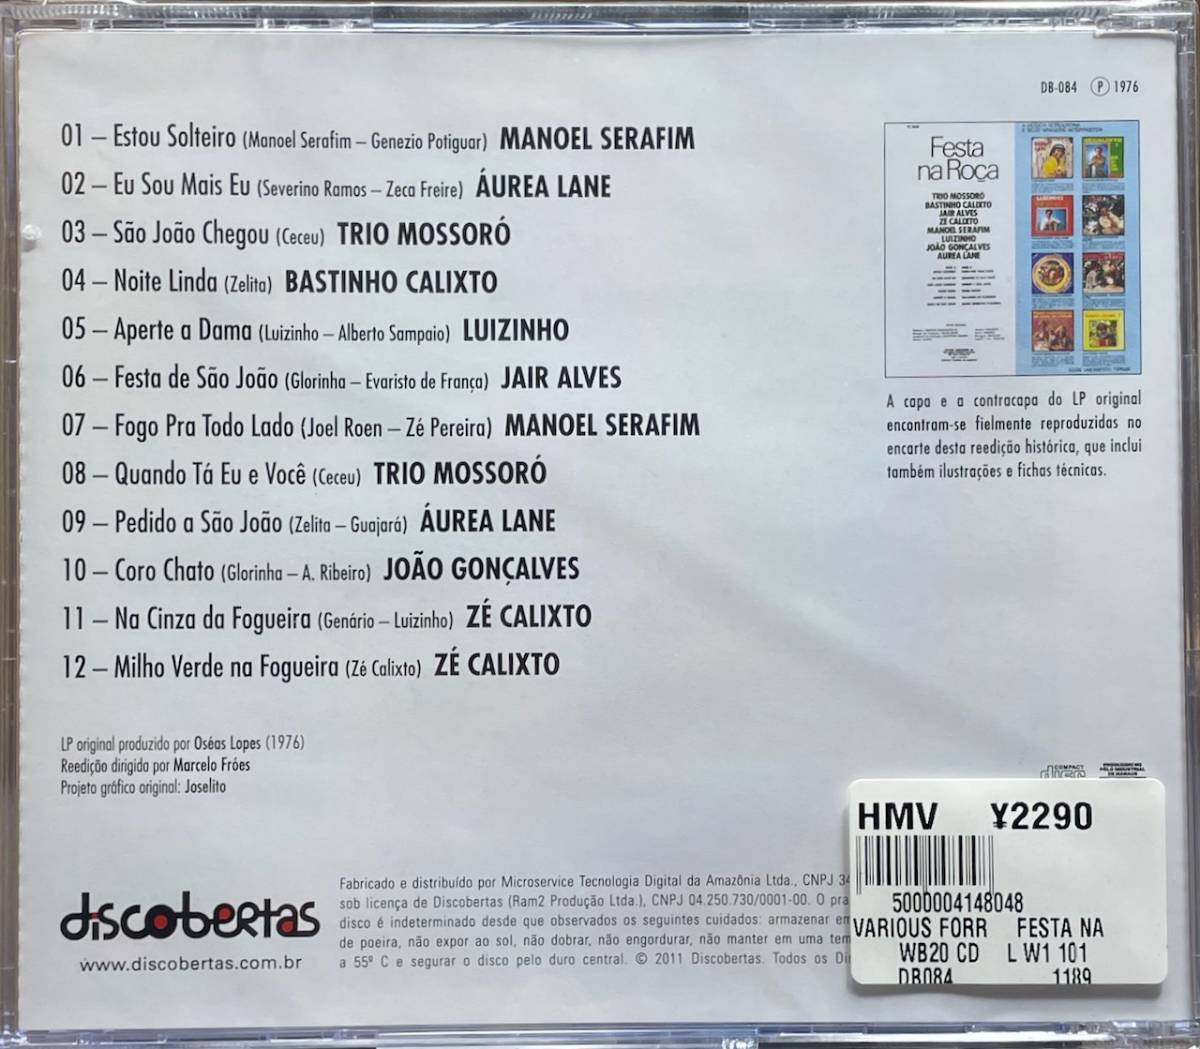 DB-084 Ⓟ 1976
01 – Estou Solteiro (Manoel Serafim – Genezio Potiguar) MANOEL SERAFIM
02 – Eu Sou Mais Eu (Severino Ramos – Zeca Freire) ÁUREA LANE
03 – São João Chegou (Ceceu) TRIO MOSSORÓ
04 – Noite Linda (Zelita) BASTINHO CALIXTO
05 – Aperte a Dama (Luizinho – Alberto Sampaio) LUIZINHO
06 – Festa de São João (Glorinha – Evaristo de França) JAIR ALVES
07 – Fogo Pra Todo Lado (Joel Roen – Zé Pereira) MANOEL SERAFIM
08 – Quando Tá Eu e Você (Ceceu) TRIO MOSSORÓ
09 – Pedido a São João (Zelita – Guajará) ÁUREA LANE
10 – Coro Chato (Glorinha – A. Ribeiro) JOÃO GONÇALVES
11 – Na Cinza da Fogueira (Genário – Luizinho) ZÉ CALIXTO
12 – Milho Verde na Fogueira (Zé Calixto) ZÉ CALIXTO
Festa
na Roça
TRIO MOSSORÓ
BASTINHO CALIXTO
JAIR ALVES
ZÉ CALIXTO
MANOEL SERAFIM
LUIZINHO
JOÃO GONÇALVES
AUREA LANE
A capa e a contracapa do LP original
encontram-se fielmente reproduzidas no
encarte desta reedição histórica, que inclui
também ilustrações e fichas técnicas.
LP original produzido por Oséas Lopes (1976)
Reedição dirigida por Marcelo Fróes
Projeto gráfico original: Joselito
discobertas
www.discobertas.com.br
Fabricado e distribuído por Microservice Tecnologia Digital da Amazônia Ltda., CNPJ 34
sob licença de Discobertas (Ram2 Produção Ltda.), CNPJ 04.250.730/0001-00. O pra
disco é indeterminado desde que observados os seguintes cuidados: armazenar em
de poeira, não expor ao sol, não dobrar, não engordurar, não manter em uma tem
a 55º C e segurar o disco pelo duro central. © 2011 Discobertas. Todos os Di
COMPACT
disc
HMV ¥2290
5000004148048
VARIOUS FORR FESTA NA
WB20 CD L W1 101
DB084 1189